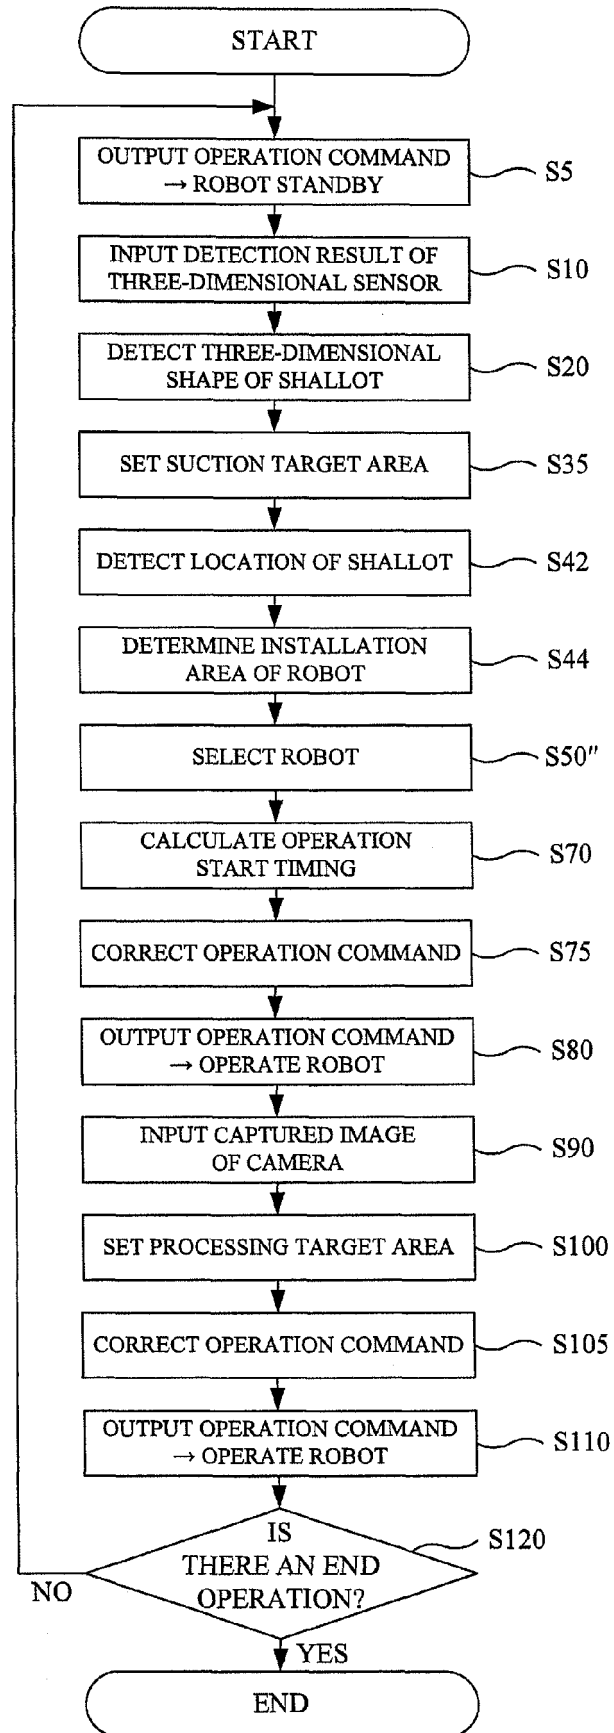 START
OUTPUT OPERATION COMMAND
→ ROBOT STANDBY
S5
INPUT DETECTION RESULT OF
THREE-DIMENSIONAL SENSOR
S10
DETECT THREE-DIMENSIONAL
SHAPE OF SHALLOT
S20
SET SUCTION TARGET AREA
S35
DETECT LOCATION OF SHALLOT
S42
DETERMINE INSTALLATION
AREA OF ROBOT
S44
SELECT ROBOT
S50″
CALCULATE OPERATION
START TIMING
S70
CORRECT OPERATION COMMAND
S75
OUTPUT OPERATION COMMAND
→ OPERATE ROBOT
S80
INPUT CAPTURED IMAGE
OF CAMERA
S90
SET PROCESSING TARGET AREA
S100
CORRECT OPERATION COMMAND
S105
OUTPUT OPERATION COMMAND
→ OPERATE ROBOT
S110
IS
THERE AN END
OPERATION?
S120
NO
YES
END